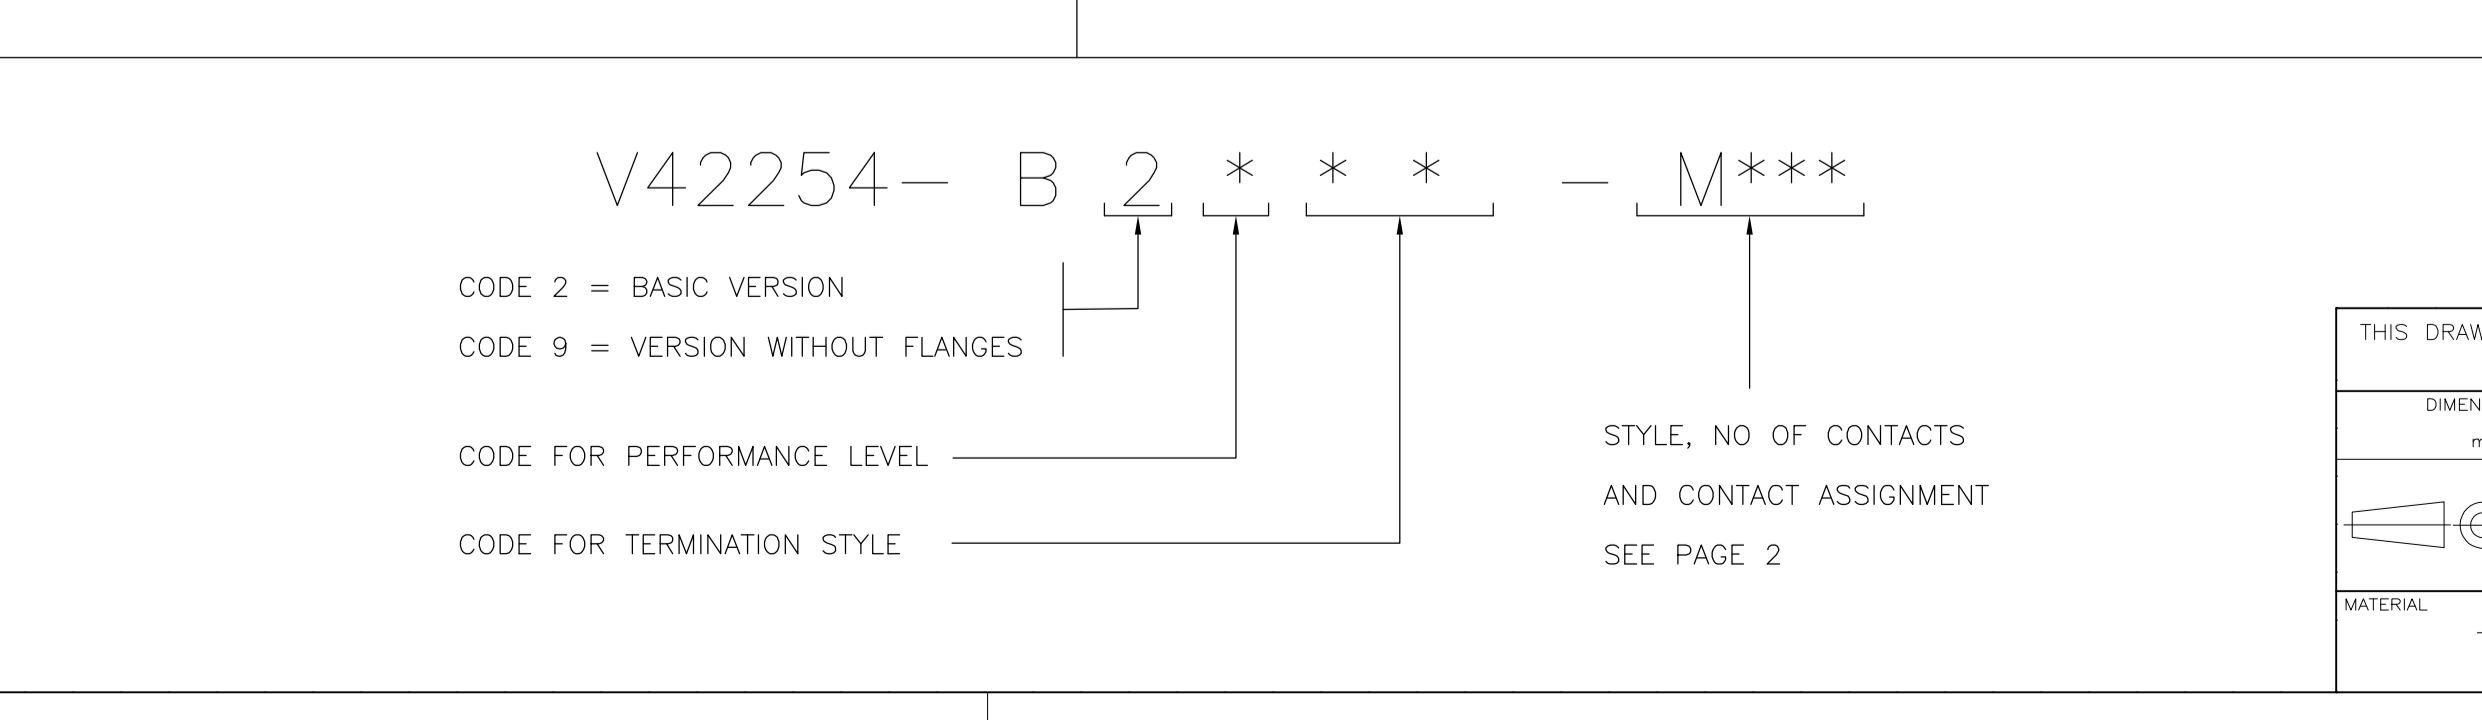 V42254- B 2 * * * - M***
CODE 2 = BASIC VERSION
CODE 9 = VERSION WITHOUT FLANGES
CODE FOR PERFORMANCE LEVEL
CODE FOR TERMINATION STYLE
STYLE, NO OF CONTACTS
AND CONTACT ASSIGNMENT
SEE PAGE 2
THIS DRAW
DIMEN
m
MATERIAL
-